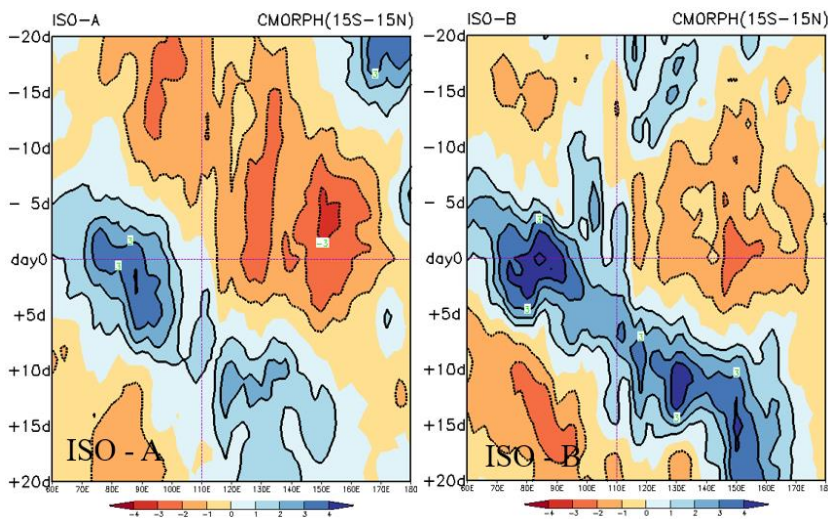 ISO-A CMORPH(15S-15N)
-20d
-15d
-10d
- 5d
day0
+5d
+10d
+15d
+20d
3
3
-3
3
ISO - A
60E 70E 80E 90E 100E 110E 120E 130E 140E 150E 160E 170E 180
-4 -3 -2 -1 0 1 2 3 4
ISO-B CMORPH(15S-15N)
-20d
-15d
-10d
- 5d
day0
+5d
+10d
+15d
+20d
3
3
3
3
3
ISO - B
60E 70E 80E 90E 100E 110E 120E 130E 140E 150E 160E 170E 180
-4 -3 -2 -1 0 1 2 3 4